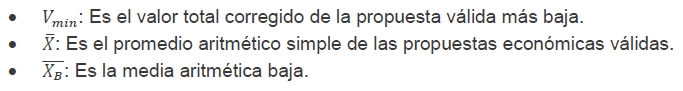 • V_min: Es el valor total corregido de la propuesta válida más baja.
• X̄: Es el promedio aritmético simple de las propuestas económicas válidas.
• X̄_B: Es la media aritmética baja.